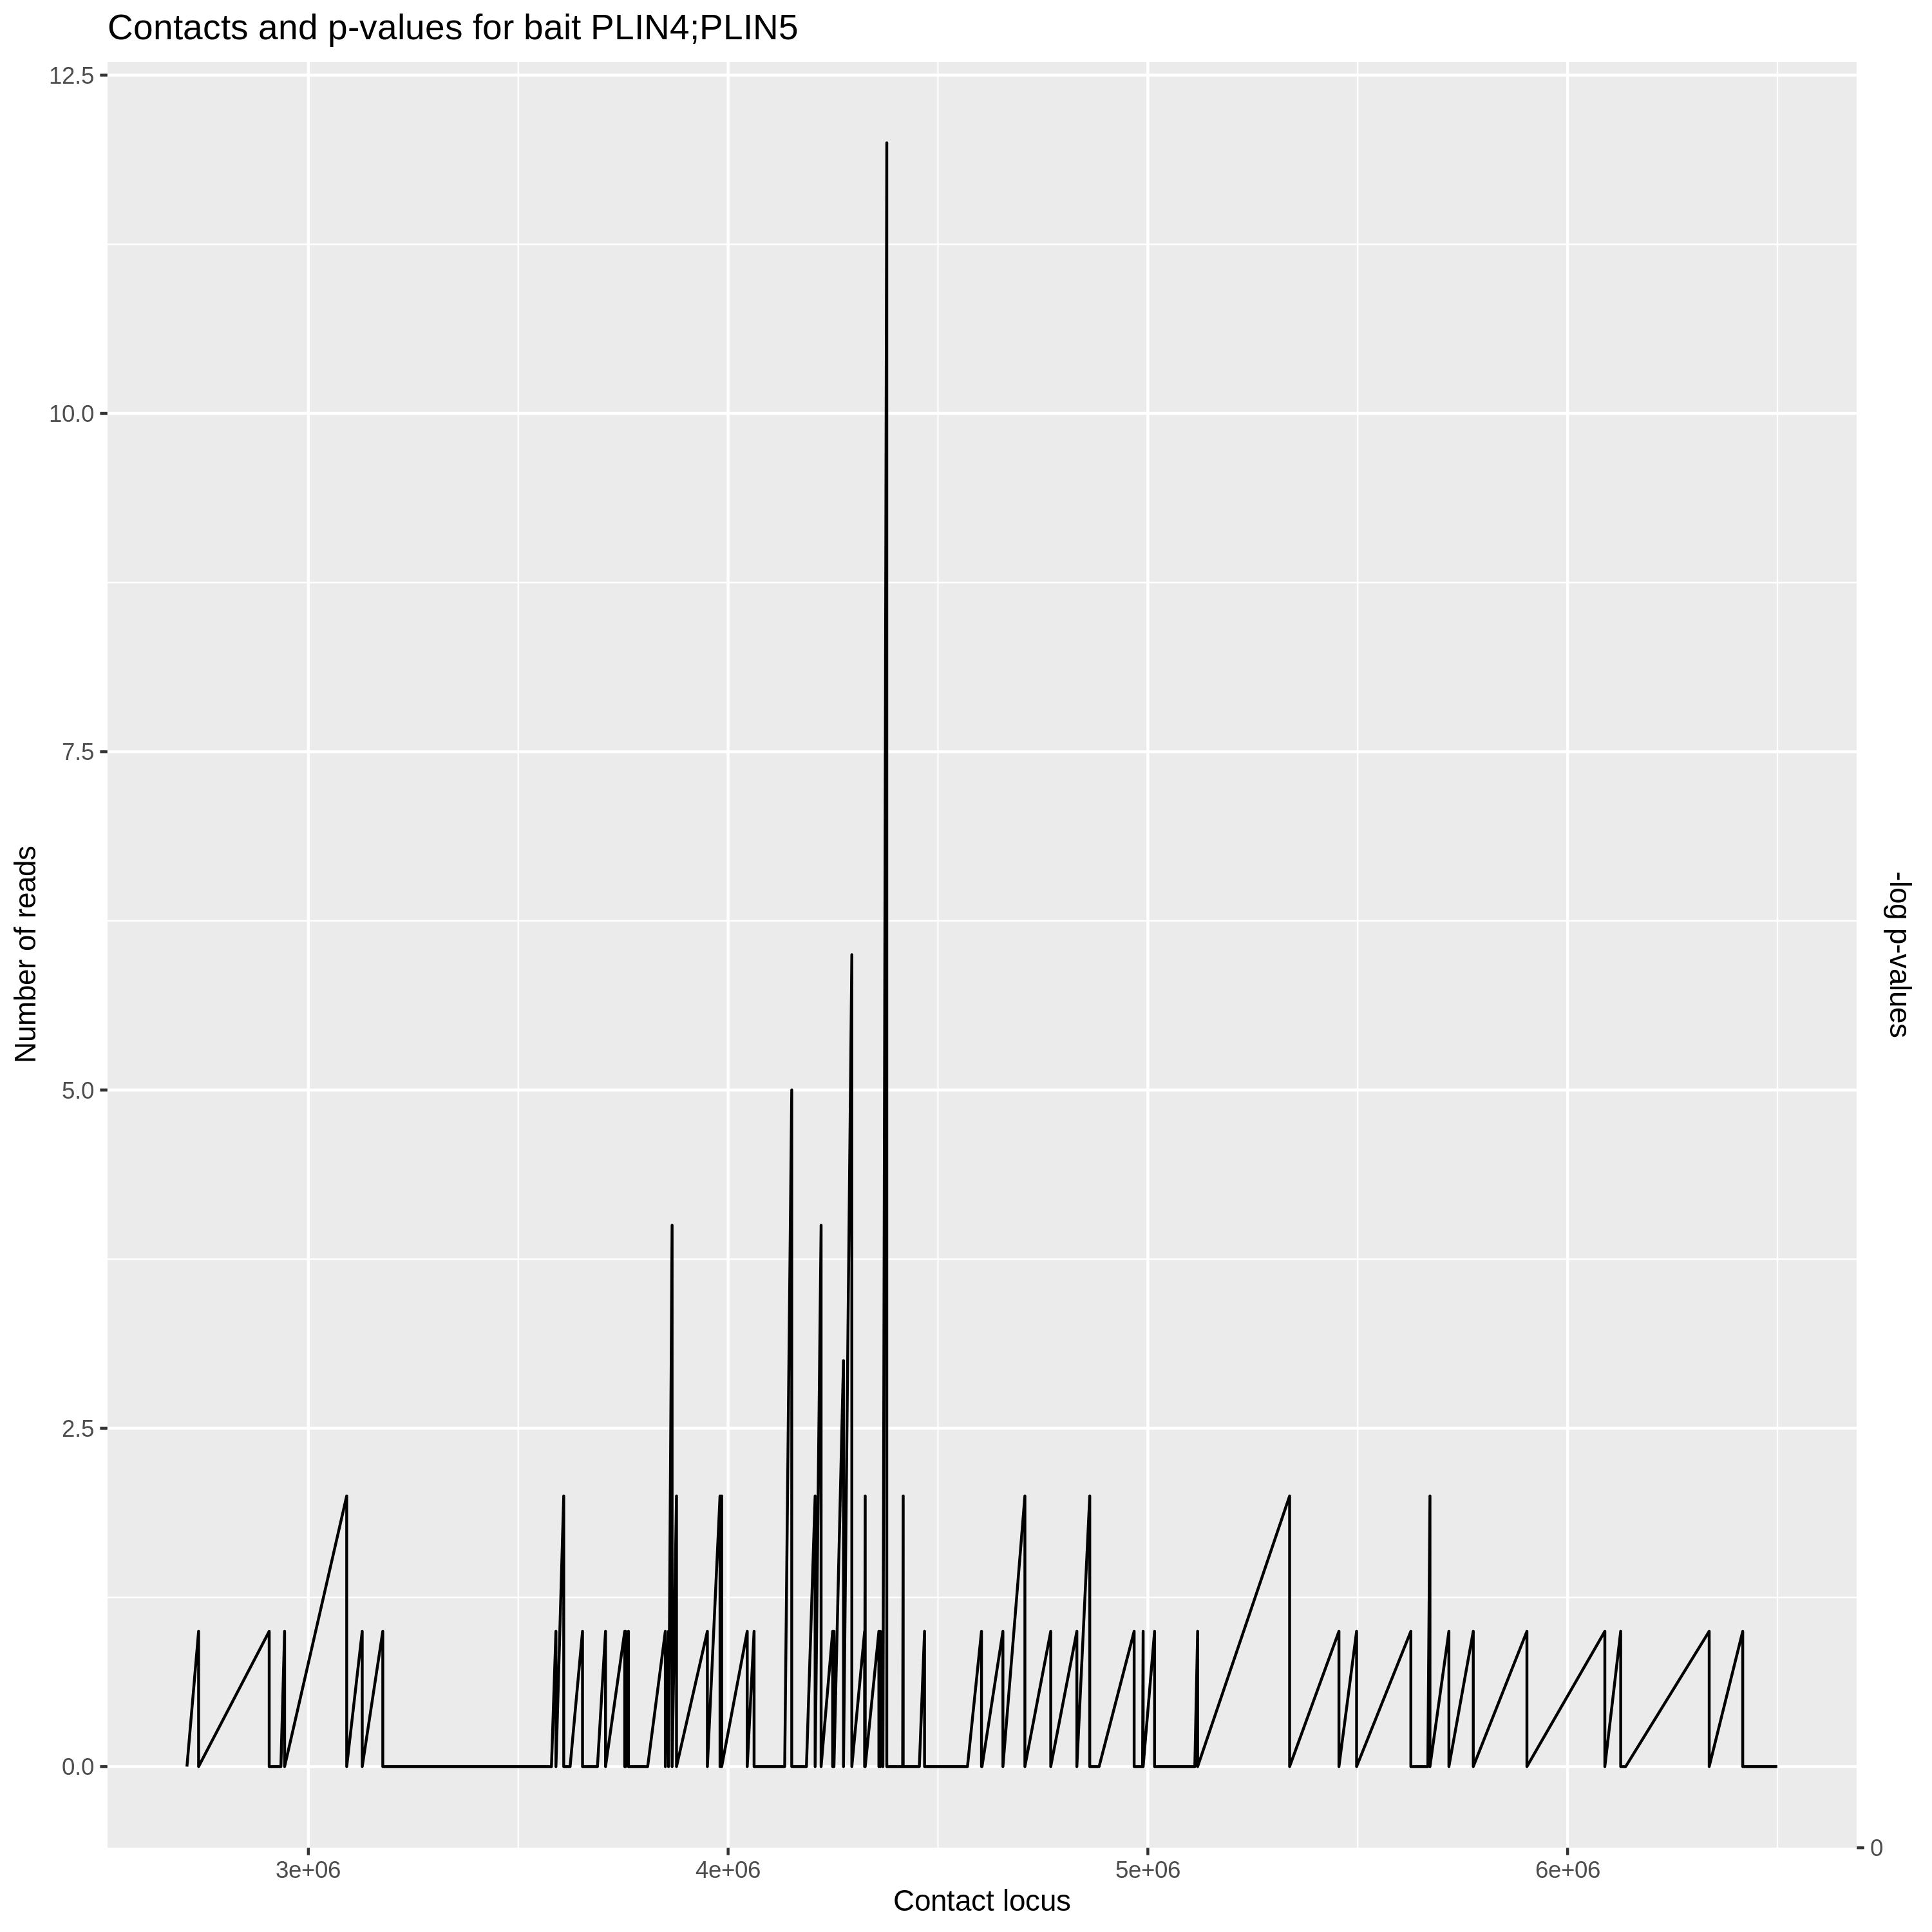 Contacts and p-values for bait PLIN4;PLIN5
12.5
10.0
7.5
5.0
2.5
0.0
Number of reads
-log p-values
0
3e+06
4e+06
5e+06
6e+06
Contact locus